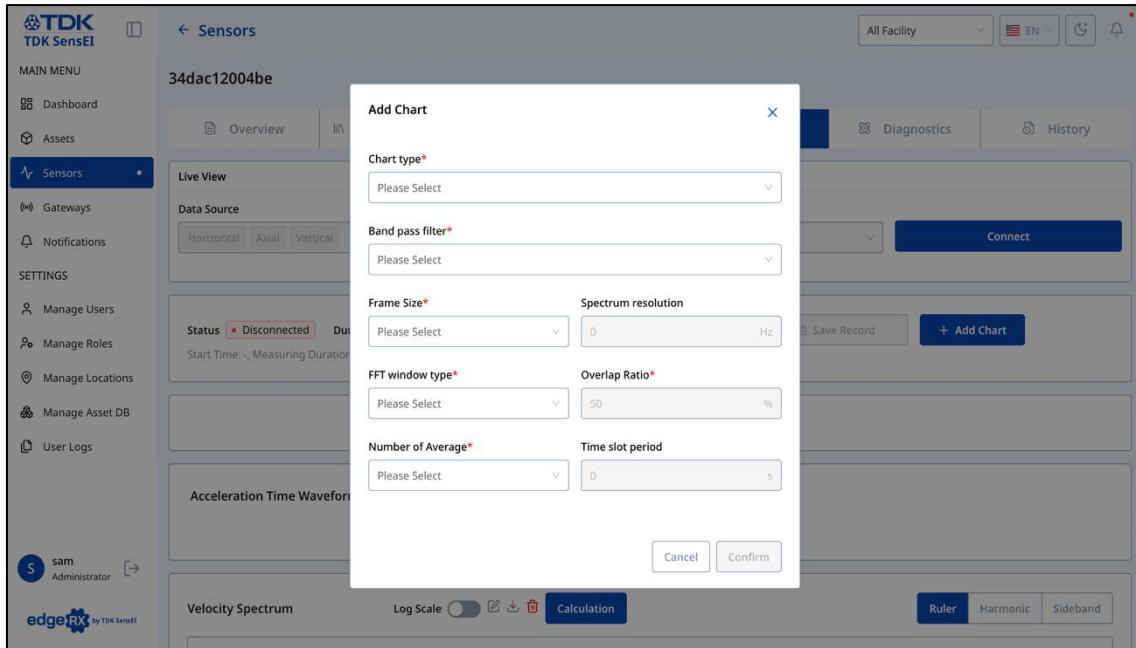 TDK
TDK SensEI
← Sensors
All Facility
EN
MAIN MENU
Dashboard
Assets
Sensors
Gateways
Notifications
SETTINGS
Manage Users
Manage Roles
Manage Locations
Manage Asset DB
User Logs
S
sam
Administrator
edgeRX by TDK SensEI
34dac12004be
Overview
Diagnostics
History
Live View
Data Source
Horizontal Axial Vertical
Connect
Status • Disconnected
Start Time: -, Measuring Duration
Save Record
+ Add Chart
Acceleration Time Waveform
Velocity Spectrum
Log Scale
Calculation
Ruler Harmonic Sideband
Add Chart
Chart type*
Please Select
Band pass filter*
Please Select
Frame Size* Spectrum resolution
Please Select 0 Hz
FFT window type* Overlap Ratio*
Please Select 50 %
Number of Average* Time slot period
Please Select 0 s
Cancel Confirm